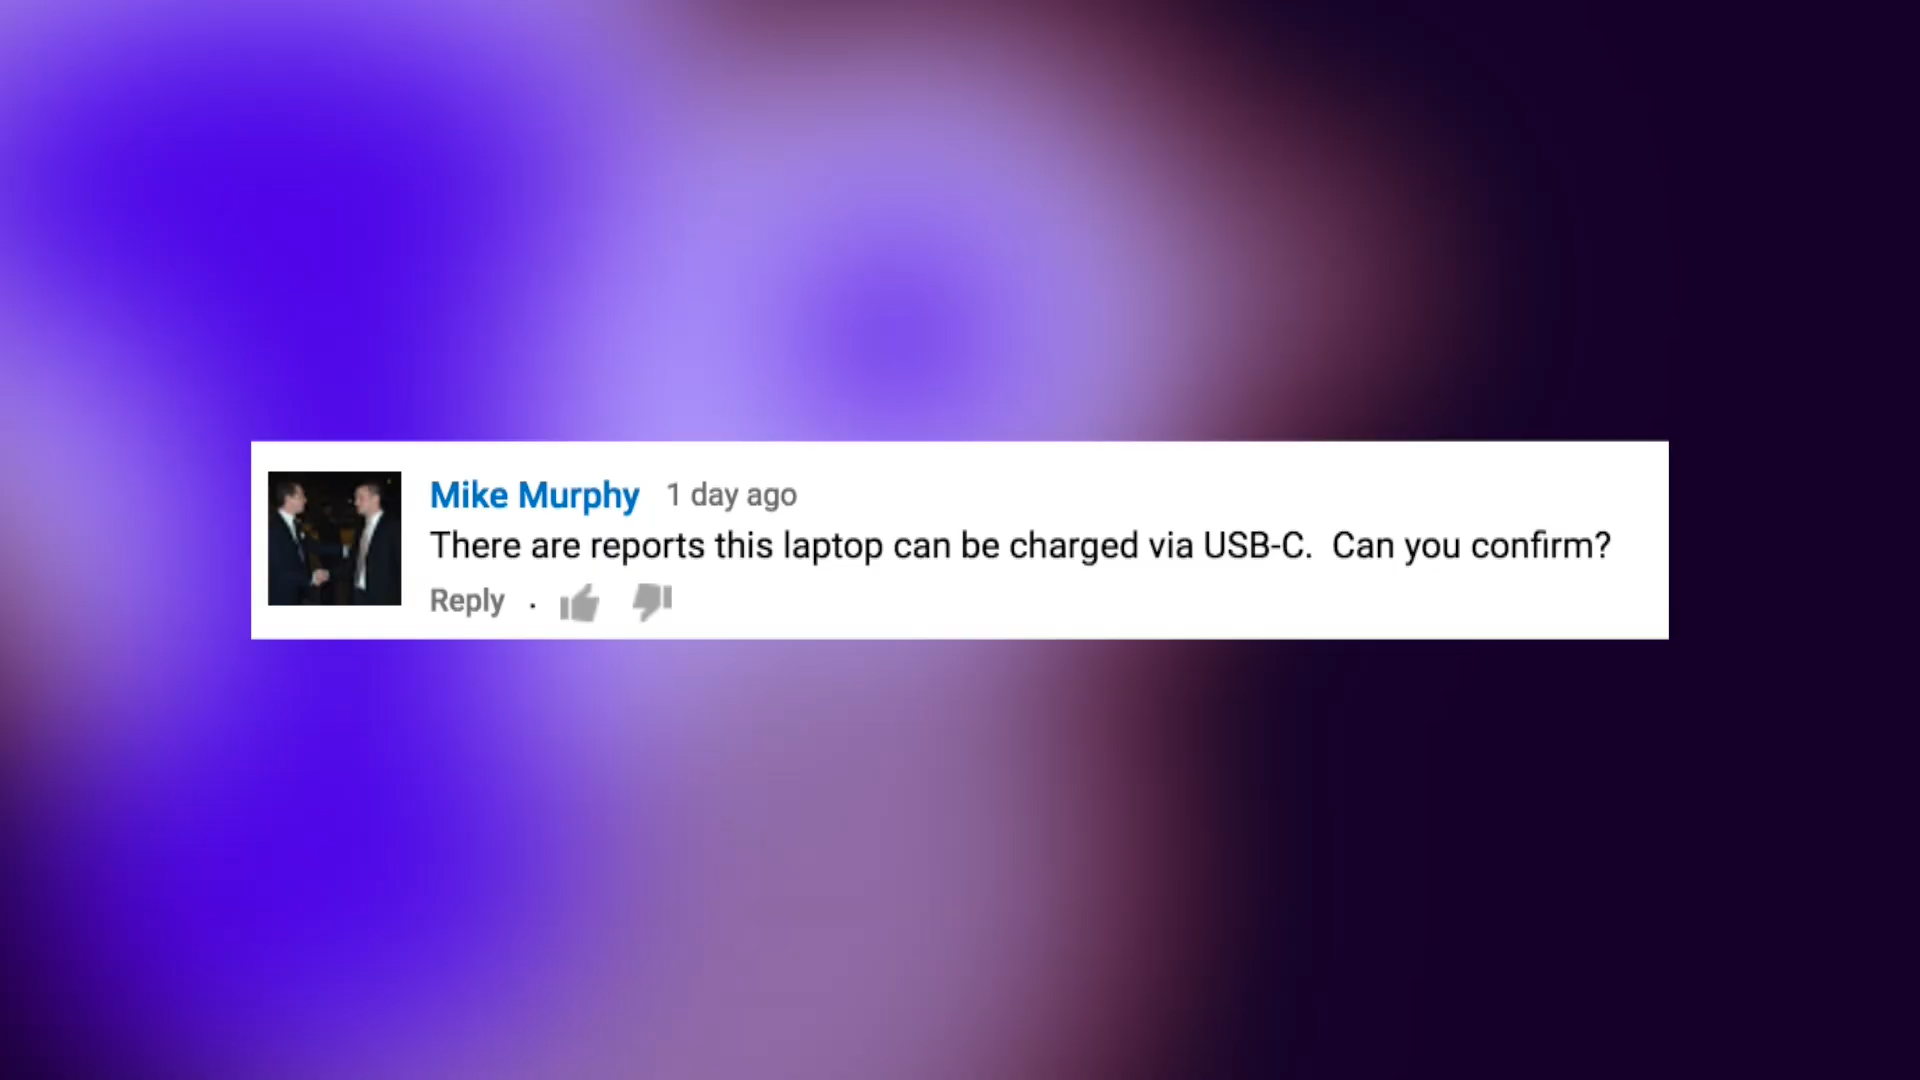 Mike Murphy 1 day ago
There are reports this laptop can be charged via USB-C.  Can you confirm?
Reply .